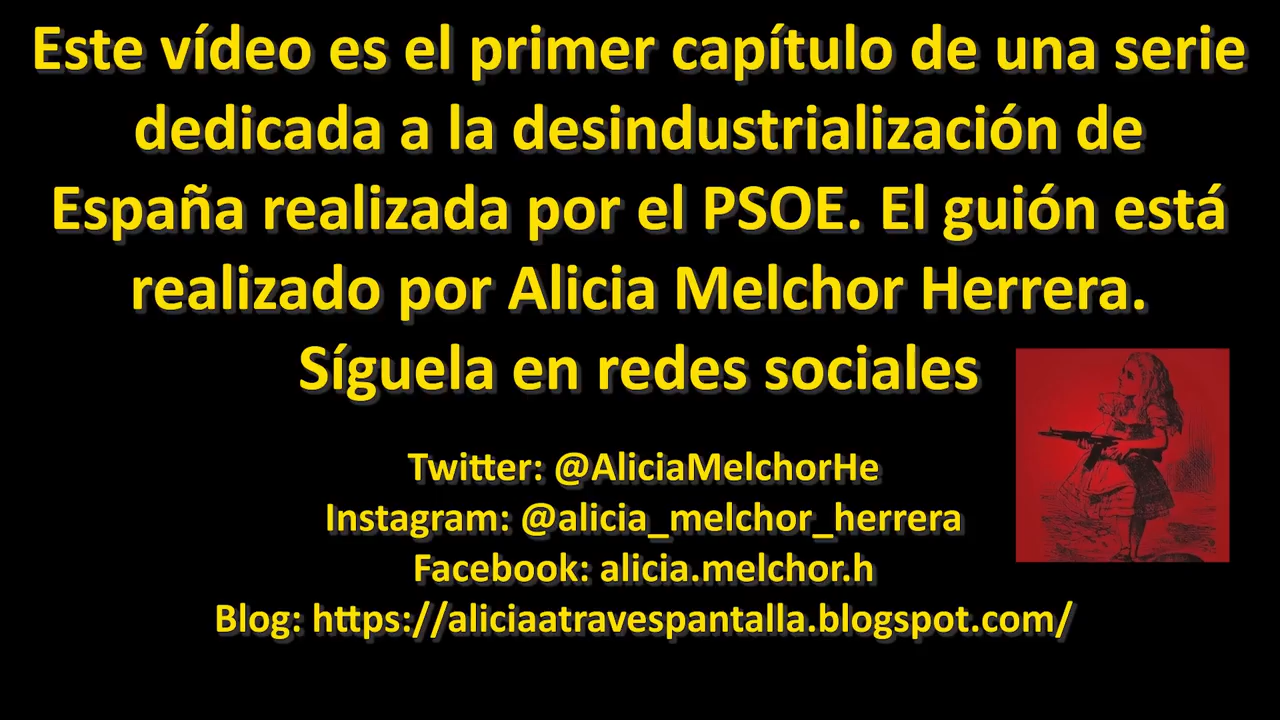 Este vídeo es el primer capítulo de una serie
dedicada a la desindustrialización de
España realizada por el PSOE. El guión está
realizado por Alicia Melchor Herrera.
Síguela en redes sociales
Twitter: @AliciaMelchorHe
Instagram: @alicia_melchor_herrera
Facebook: alicia.melchor.h
Blog: https://aliciaatravespantalla.blogspot.com/